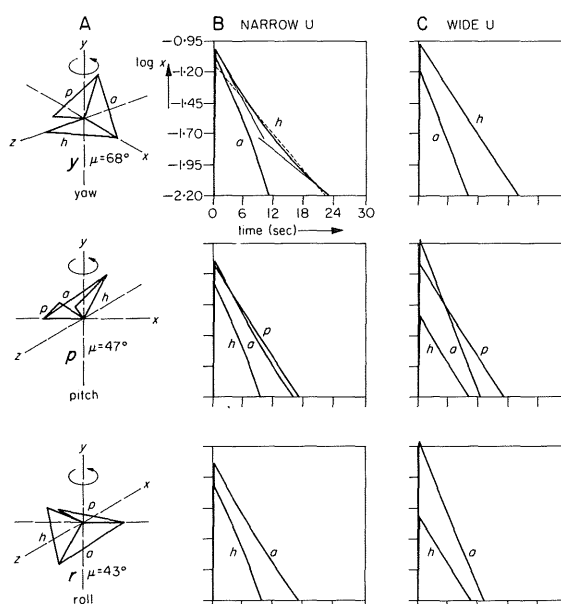 A
B NARROW U
C WIDE U
y
p
a
h
z
x
y μ=68°
yaw
log x
-0.95
-1.20
-1.45
-1.70
-1.95
-2.20
h
a
0 6 12 18 24 30
time (sec)
h
a
y
a
p
h
x
z
p μ=47°
pitch
p
h
a
p
a
h
y
x
p
h
z
a
r μ=43°
roll
h
a
a
h